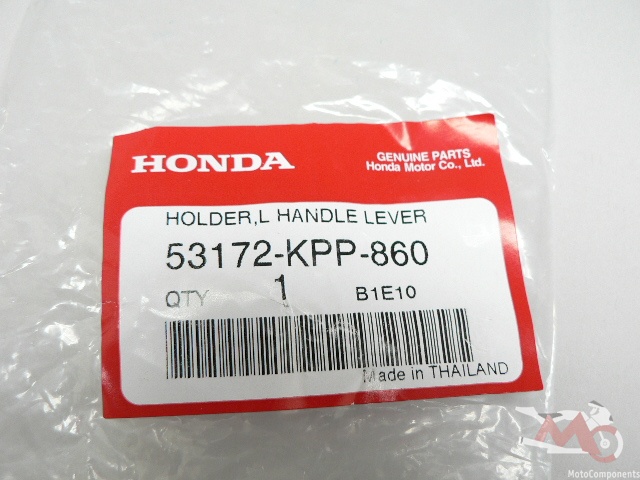 HONDA
GENUINE PARTS
Honda Motor Co., Ltd.
HOLDER,L HANDLE LEVER
53172-KPP-860
QTY 1 B1E10
Made in THAILAND
MC
MotoComponents